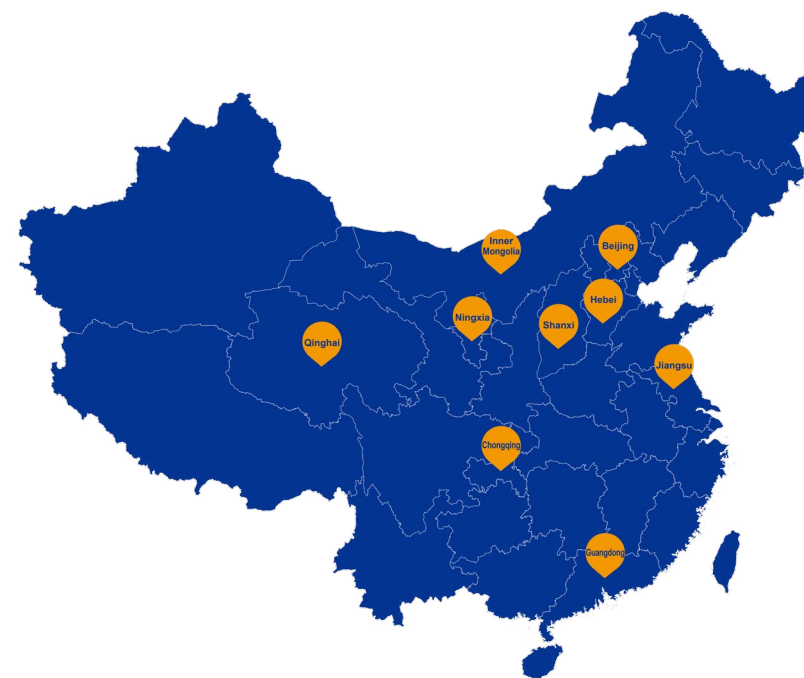 Inner
Mongolia
Beijing
Hebei
Ningxia
Shanxi
Qinghai
Jiangsu
Chongqing
Guangdong